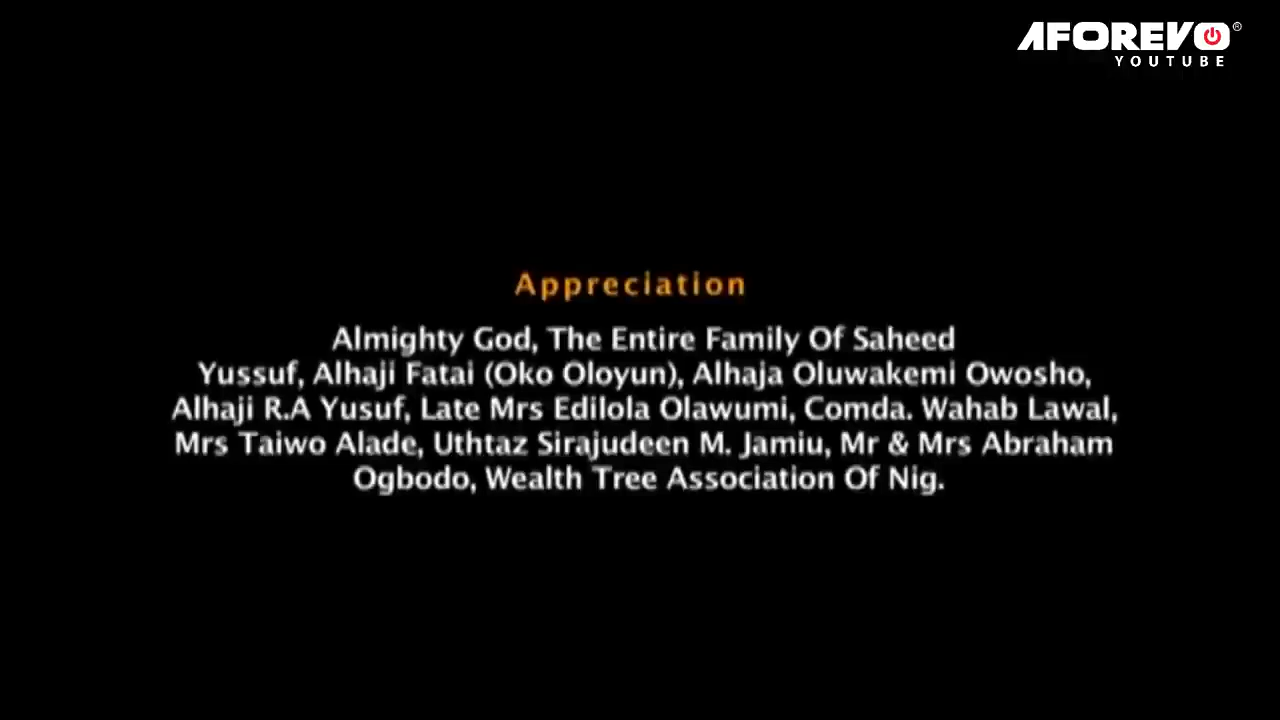 AFOREVO®
YOUTUBE
Appreciation
Almighty God, The Entire Family Of Saheed
Yussuf, Alhaji Fatai (Oko Oloyun), Alhaja Oluwakemi Owosho,
Alhaji R.A Yusuf, Late Mrs Edilola Olawumi, Comda. Wahab Lawal,
Mrs Taiwo Alade, Uthtaz Sirajudeen M. Jamiu, Mr & Mrs Abraham
Ogbodo, Wealth Tree Association Of Nig.